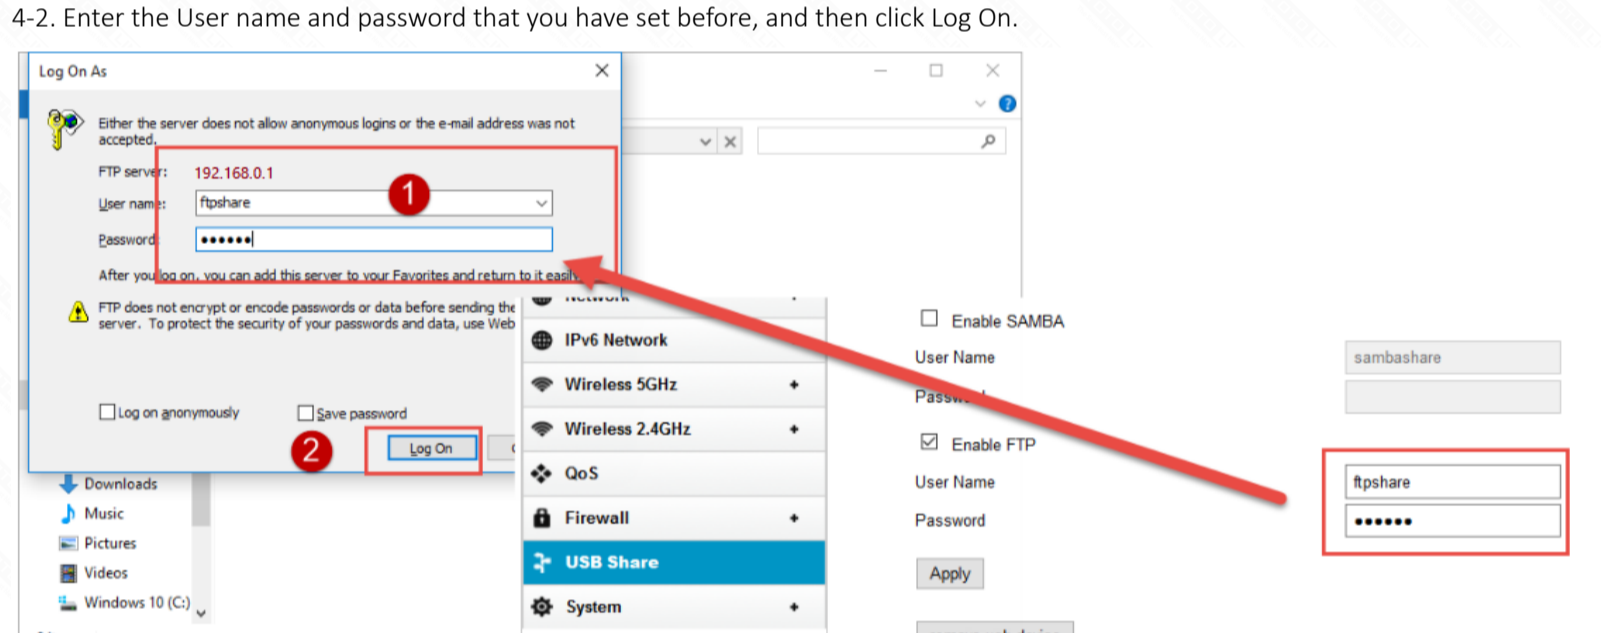 4-2. Enter the User name and password that you have set before, and then click Log On.
Log On As
Either the server does not allow anonymous logins or the e-mail address was not
accepted.
FTP server: 192.168.0.1
User name: ftpshare
1
Password: ••••••
After you log on, you can add this server to your Favorites and return to it easily
FTP does not encrypt or encode passwords or data before sending the
server. To protect the security of your passwords and data, use Web
Log on anonymously
Save password
2
Log On
Downloads
Music
Pictures
Videos
Windows 10 (C:)
Network
IPv6 Network
Wireless 5GHz +
Wireless 2.4GHz +
QoS
Firewall +
USB Share
System +
Enable SAMBA
User Name sambashare
Password
Enable FTP
User Name ftpshare
Password ••••••
Apply